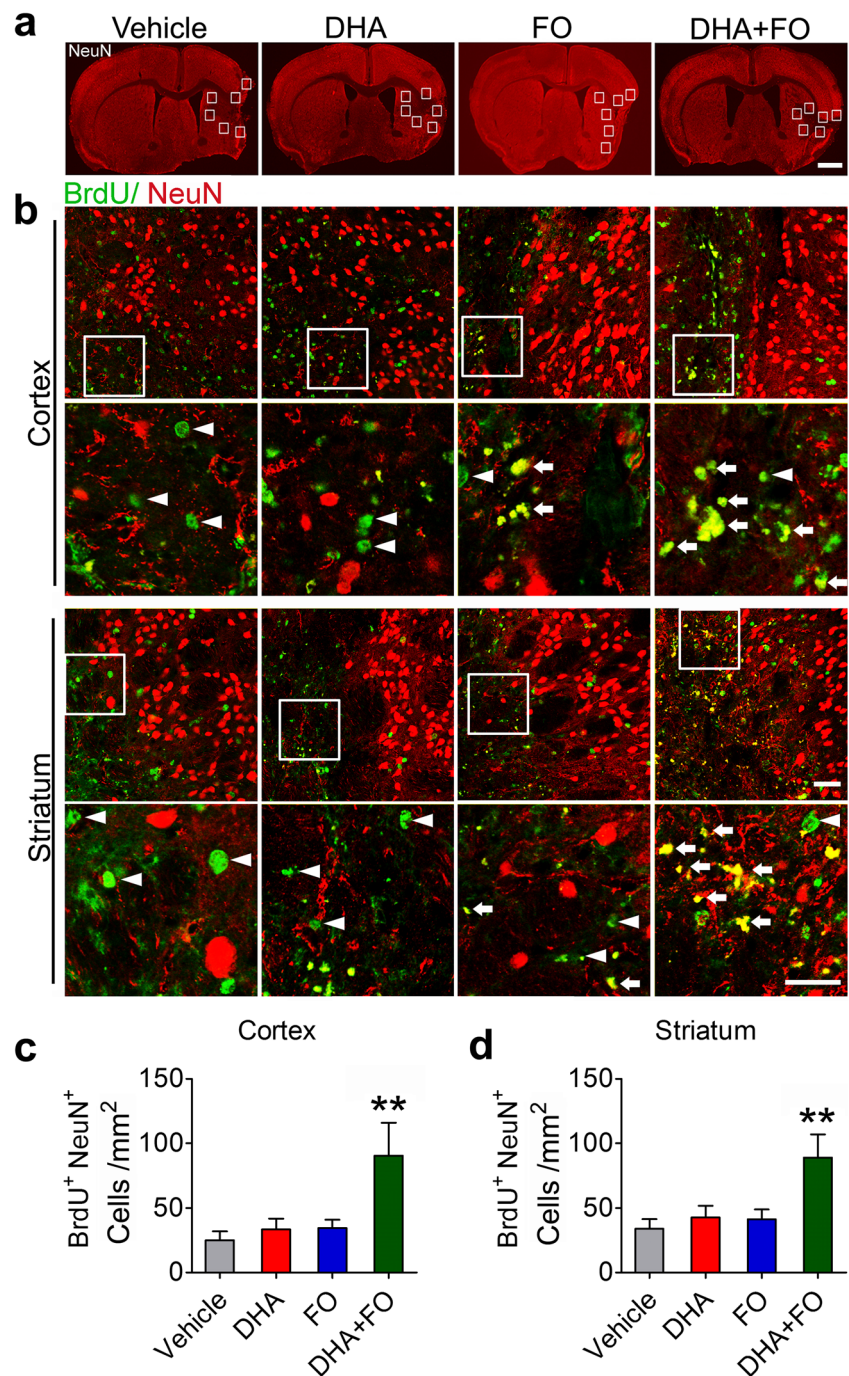 a
Vehicle DHA FO DHA+FO
NeuN
BrdU/ NeuN
b
Cortex
Striatum
c
Cortex
BrdU⁺ NeuN⁺
Cells /mm²
150
100
50
0
**
Vehicle
DHA
FO
DHA+FO
d
Striatum
BrdU⁺ NeuN⁺
Cells /mm²
150
100
50
0
**
Vehicle
DHA
FO
DHA+FO